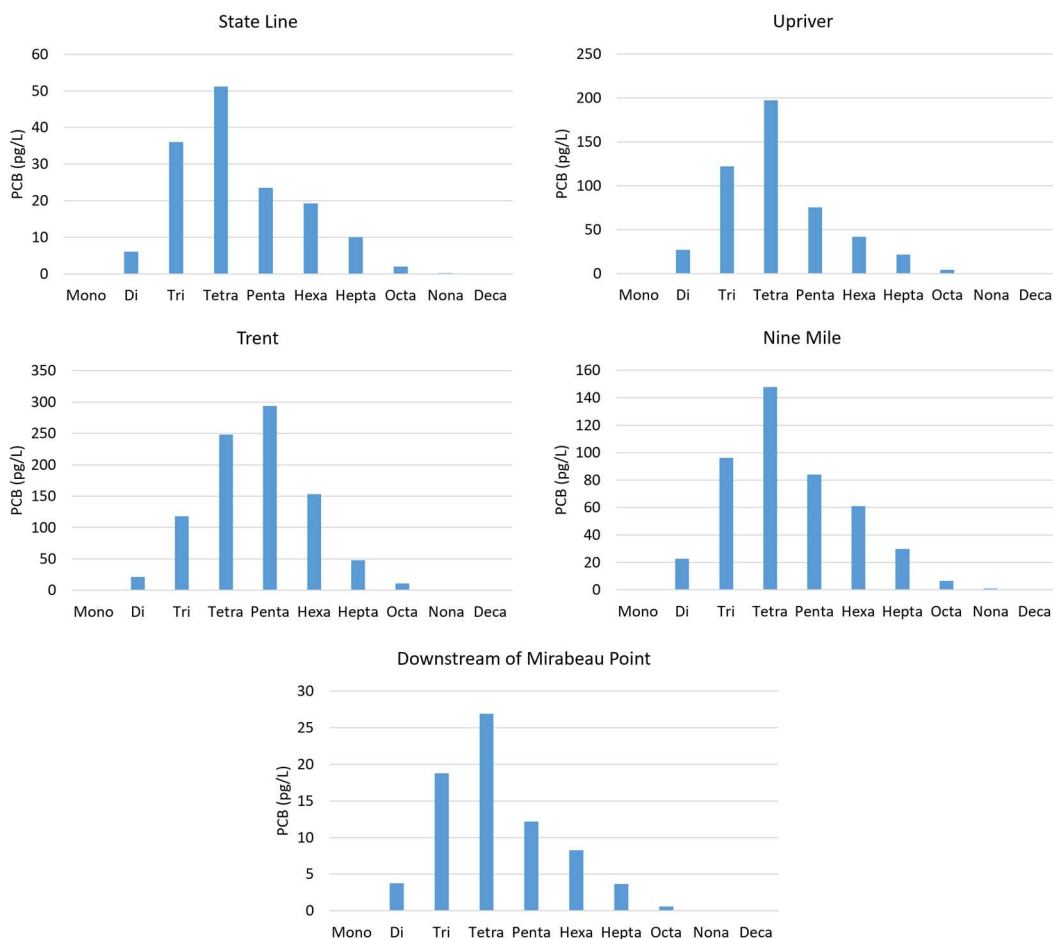 State Line
60
50
40
30
20
10
0
PCB (pg/L)
Mono Di Tri Tetra Penta Hexa Hepta Octa Nona Deca
Upriver
250
200
150
100
50
0
PCB (pg/L)
Mono Di Tri Tetra Penta Hexa Hepta Octa Nona Deca
Trent
350
300
250
200
150
100
50
0
PCB (pg/L)
Mono Di Tri Tetra Penta Hexa Hepta Octa Nona Deca
Nine Mile
160
140
120
100
80
60
40
20
0
PCB (pg/L)
Mono Di Tri Tetra Penta Hexa Hepta Octa Nona Deca
Downstream of Mirabeau Point
30
25
20
15
10
5
0
PCB (pg/L)
Mono Di Tri Tetra Penta Hexa Hepta Octa Nona Deca